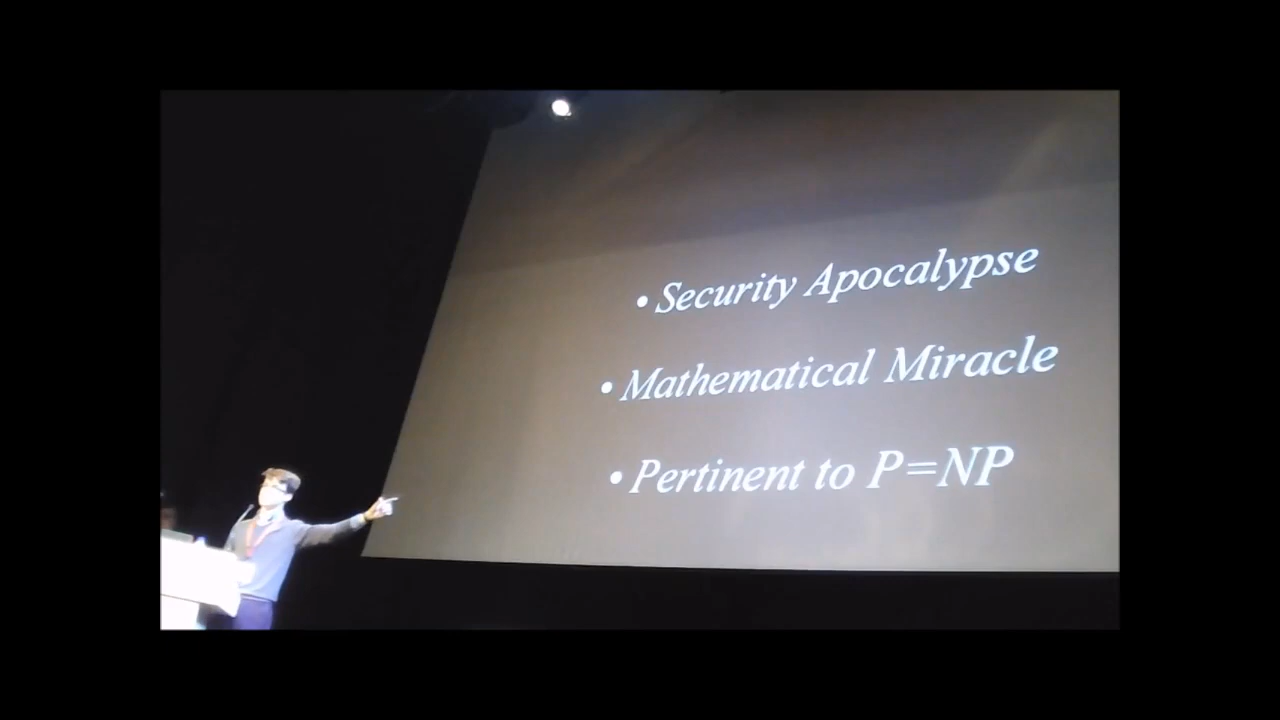 • Security Apocalypse
• Mathematical Miracle
• Pertinent to P=NP